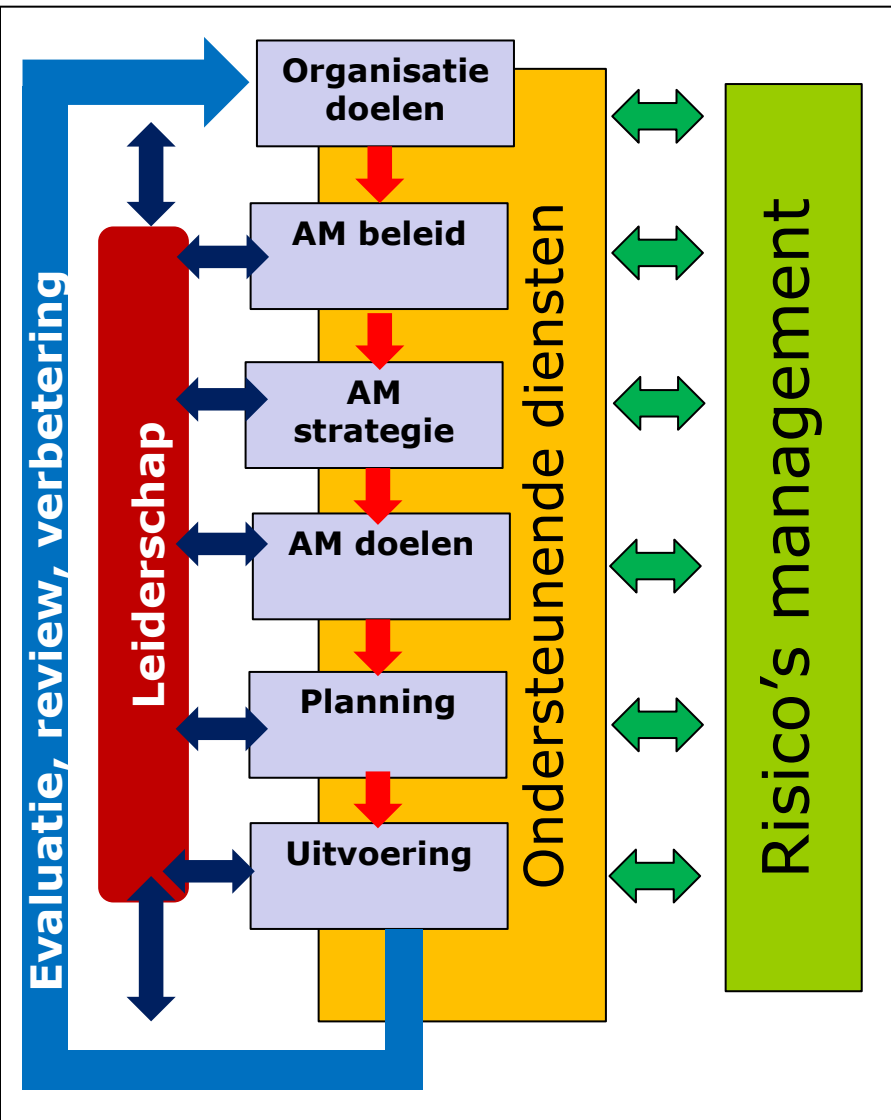 Organisatie
doelen
AM beleid
AM
strategie
AM doelen
Planning
Uitvoering
Evaluatie, review, verbetering
Leiderschap
Ondersteunende diensten
Risico’s management